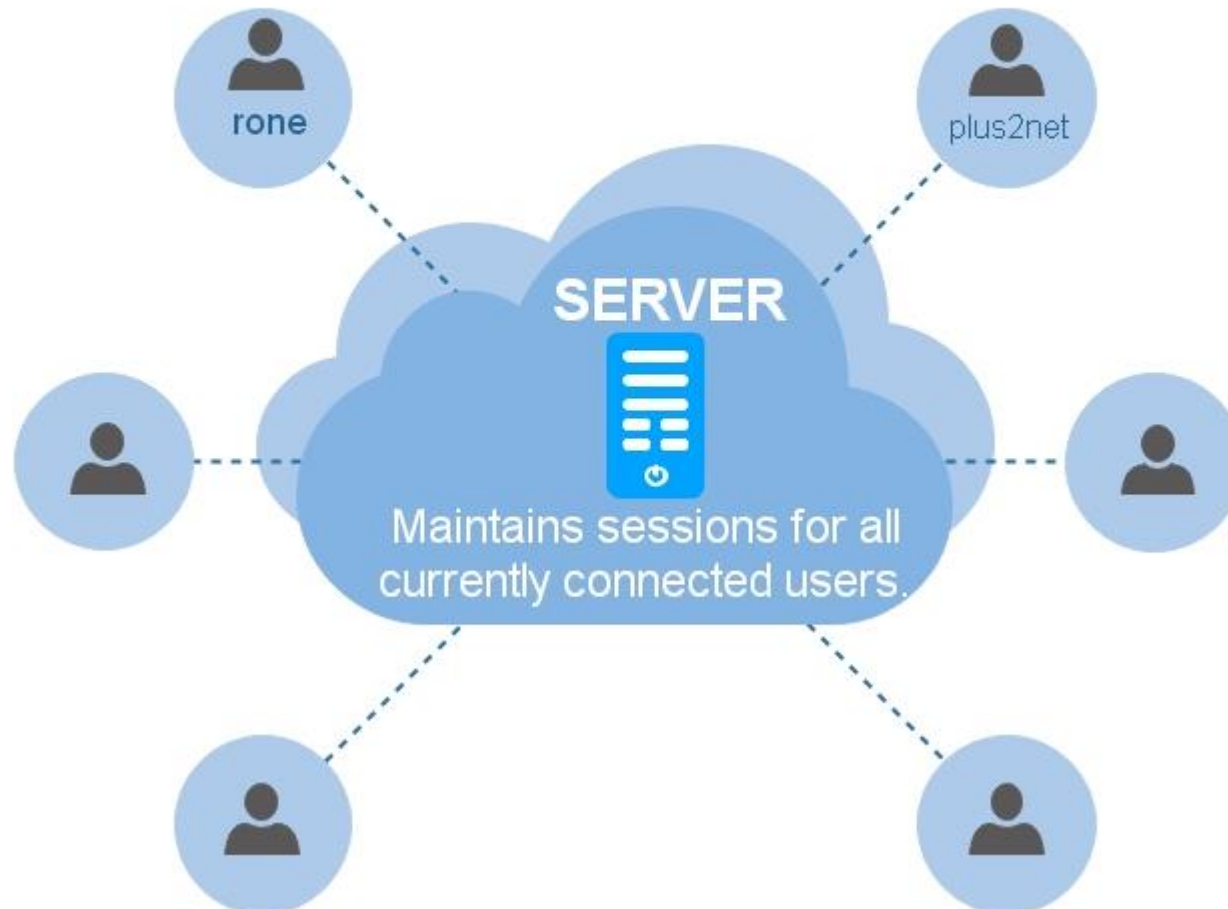 rone
plus2net
SERVER
Maintains sessions for all
currently connected users.